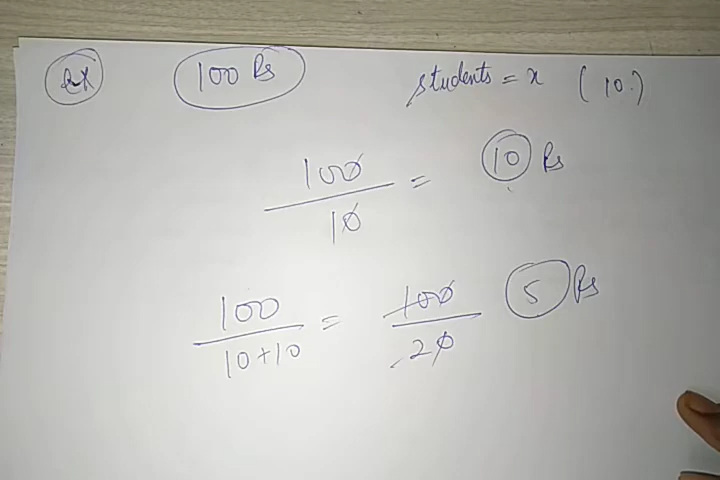 Ex 100 Rs students = x (10.)
100/10 = 10 Rs
100/10+10 = 100/20 5 Rs